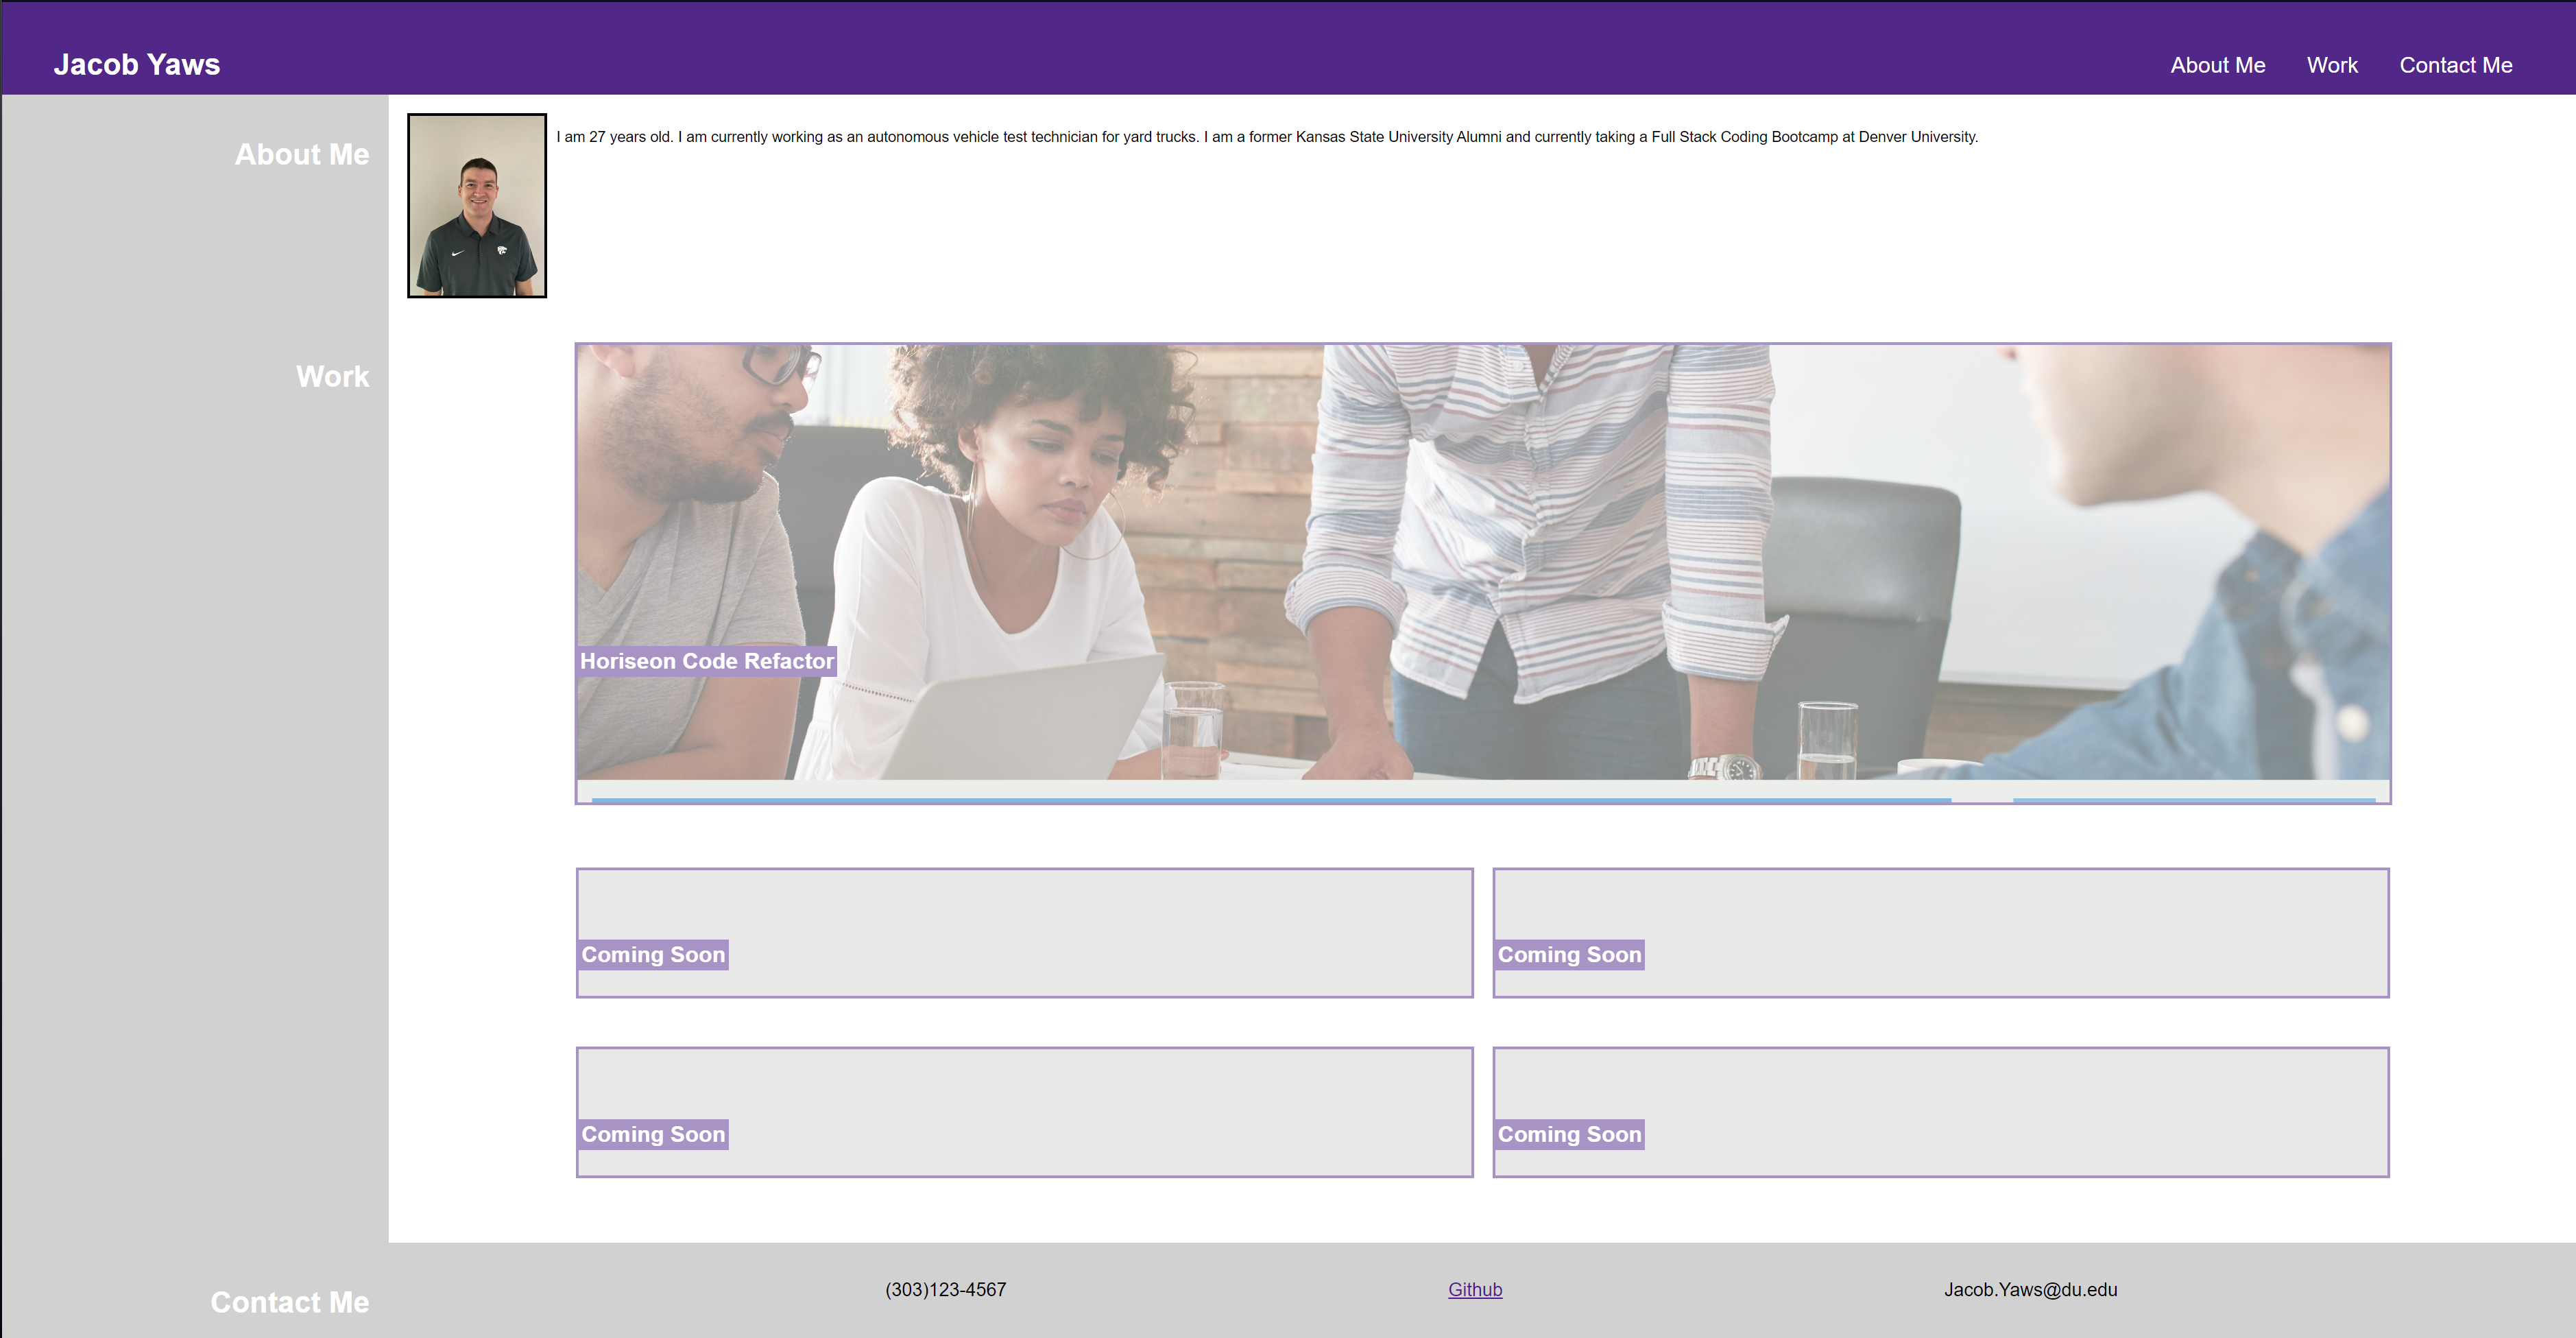 Jacob Yaws
About Me Work Contact Me
About Me
I am 27 years old. I am currently working as an autonomous vehicle test technician for yard trucks. I am a former Kansas State University Alumni and currently taking a Full Stack Coding Bootcamp at Denver University.
Work
Horiseon Code Refactor
Coming Soon
Coming Soon
Coming Soon
Coming Soon
Contact Me
(303)123-4567
Github
Jacob.Yaws@du.edu